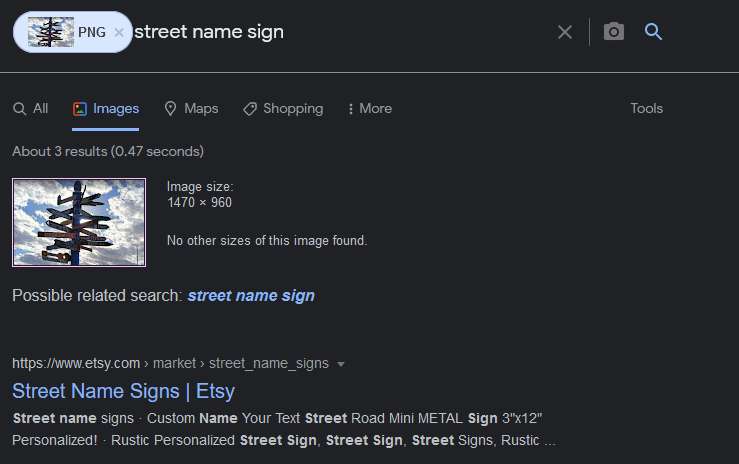 PNG × street name sign
All Images Maps Shopping More Tools
About 3 results (0.47 seconds)
Image size:
1470 × 960
No other sizes of this image found.
Possible related search: street name sign
https://www.etsy.com › market › street_name_signs
Street Name Signs | Etsy
Street name signs · Custom Name Your Text Street Road Mini METAL Sign 3"x12"
Personalized! · Rustic Personalized Street Sign, Street Sign, Street Signs, Rustic ...